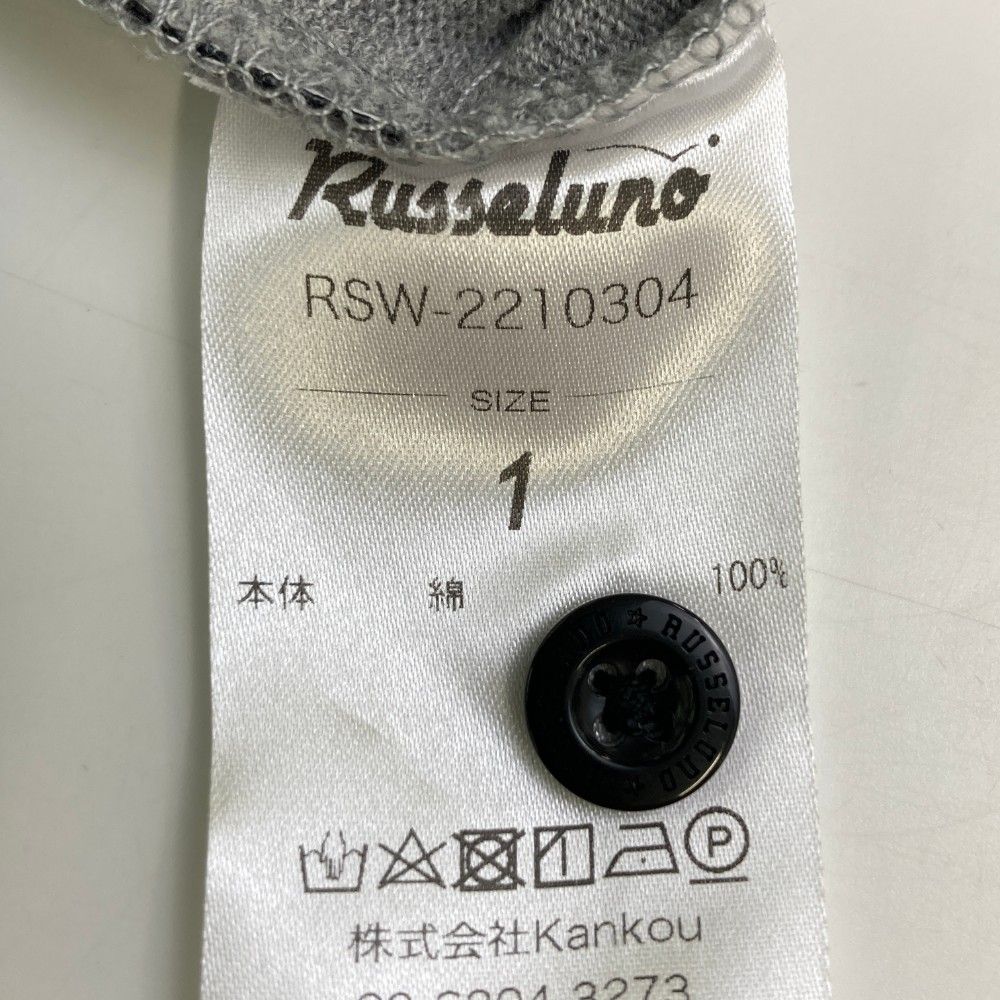 Russeluno
RSW-2210304
SIZE
1
本体 綿 100%
★ RUSSELUNO ★
P
株式会社Kankou
3273